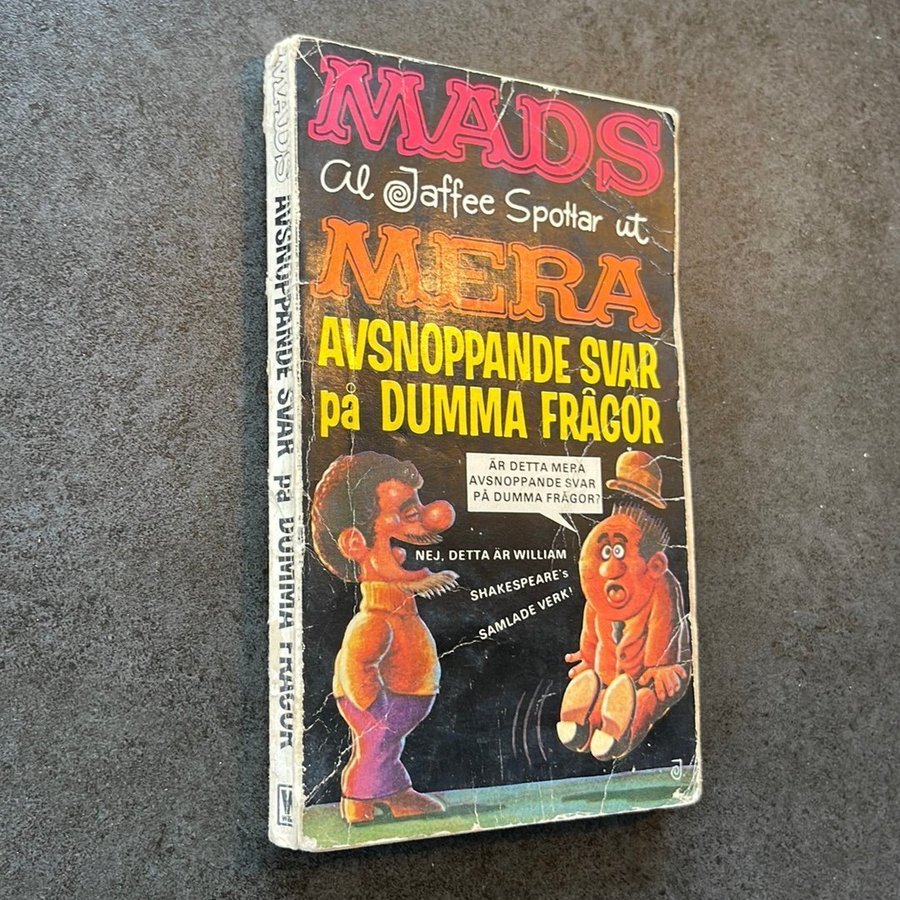 MADS
Al Jaffee Spottar ut
MERA
AVSNOPPANDE SVAR
på DUMMA FRÅGOR
ÄR DETTA MERA
AVSNOPPANDE SVAR
PÅ DUMMA FRÅGOR?
NEJ, DETTA ÄR WILLIAM
SHAKESPEARE's
SAMLADE VERK!
J
MADS AVSNOPPANDE SVAR på DUMMA FRÅGOR